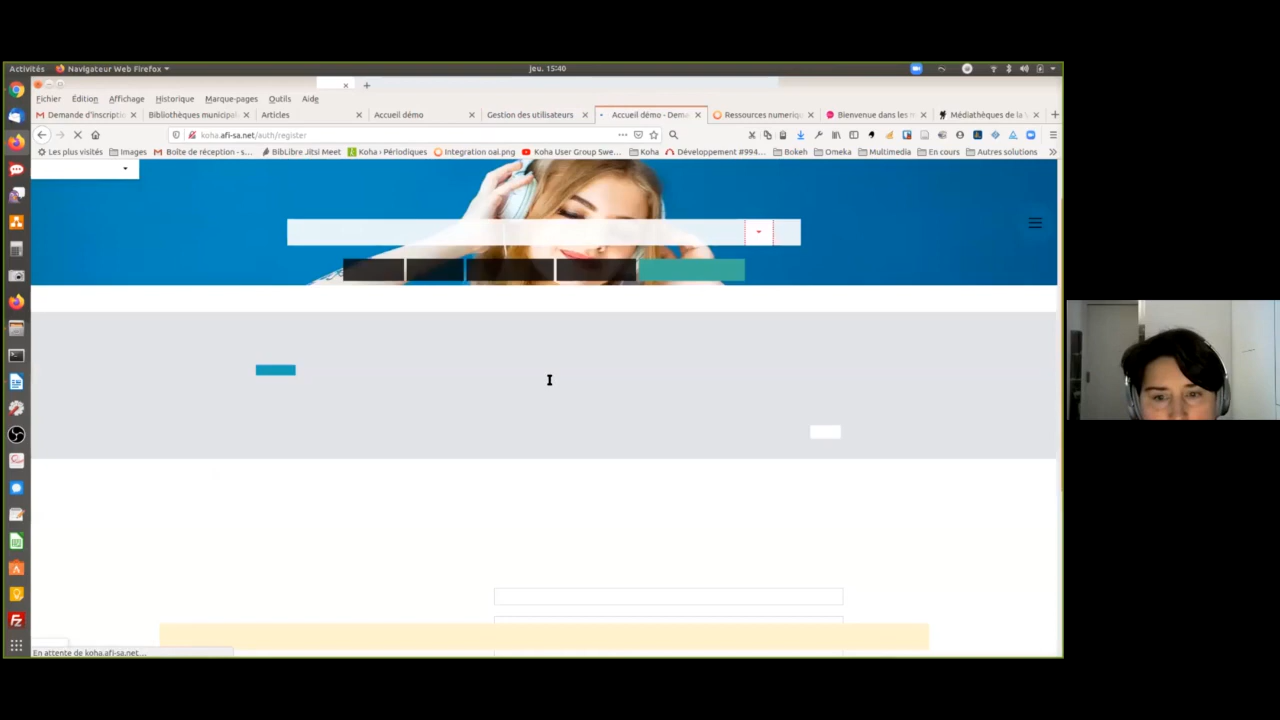 Activités Navigateur Web Firefox jeu. 15:40
Fichier Édition Affichage Historique Marque-pages Outils Aide
Demande d'inscripti Bibliothèques municipal Articles Accueil démo Gestion des utilisateurs Accueil démo - Dem Ressources numeriq Bienvenue dans les m Médiathèques de la
koha.afi-sa.net/auth/register
Les plus visités Images Boîte de réception - s... BibLibre Jitsi Meet Koha › Périodiques Integration oai.png Koha User Group Swe... Koha Développement #994... Bokeh Omeka Multimedia En cours Autres solutions
En attente de koha.afi-sa.net...